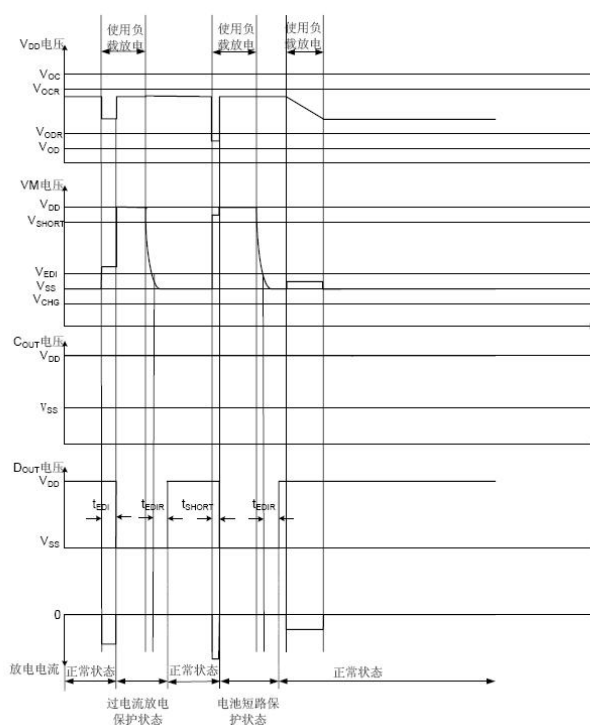 使用负
载放电
使用负
载放电
使用负
载放电
VDD电压
VOC
VOCR
VODR
VOD
VM电压
VDD
VSHORT
VEDI
VSS
VCHG
COUT电压
VDD
VSS
DOUT电压
VDD
tEDI
tEDIR
tSHORT
tEDIR
VSS
0
放电电流
正常状态
正常状态
正常状态
过电流放电
保护状态
电池短路保
护状态